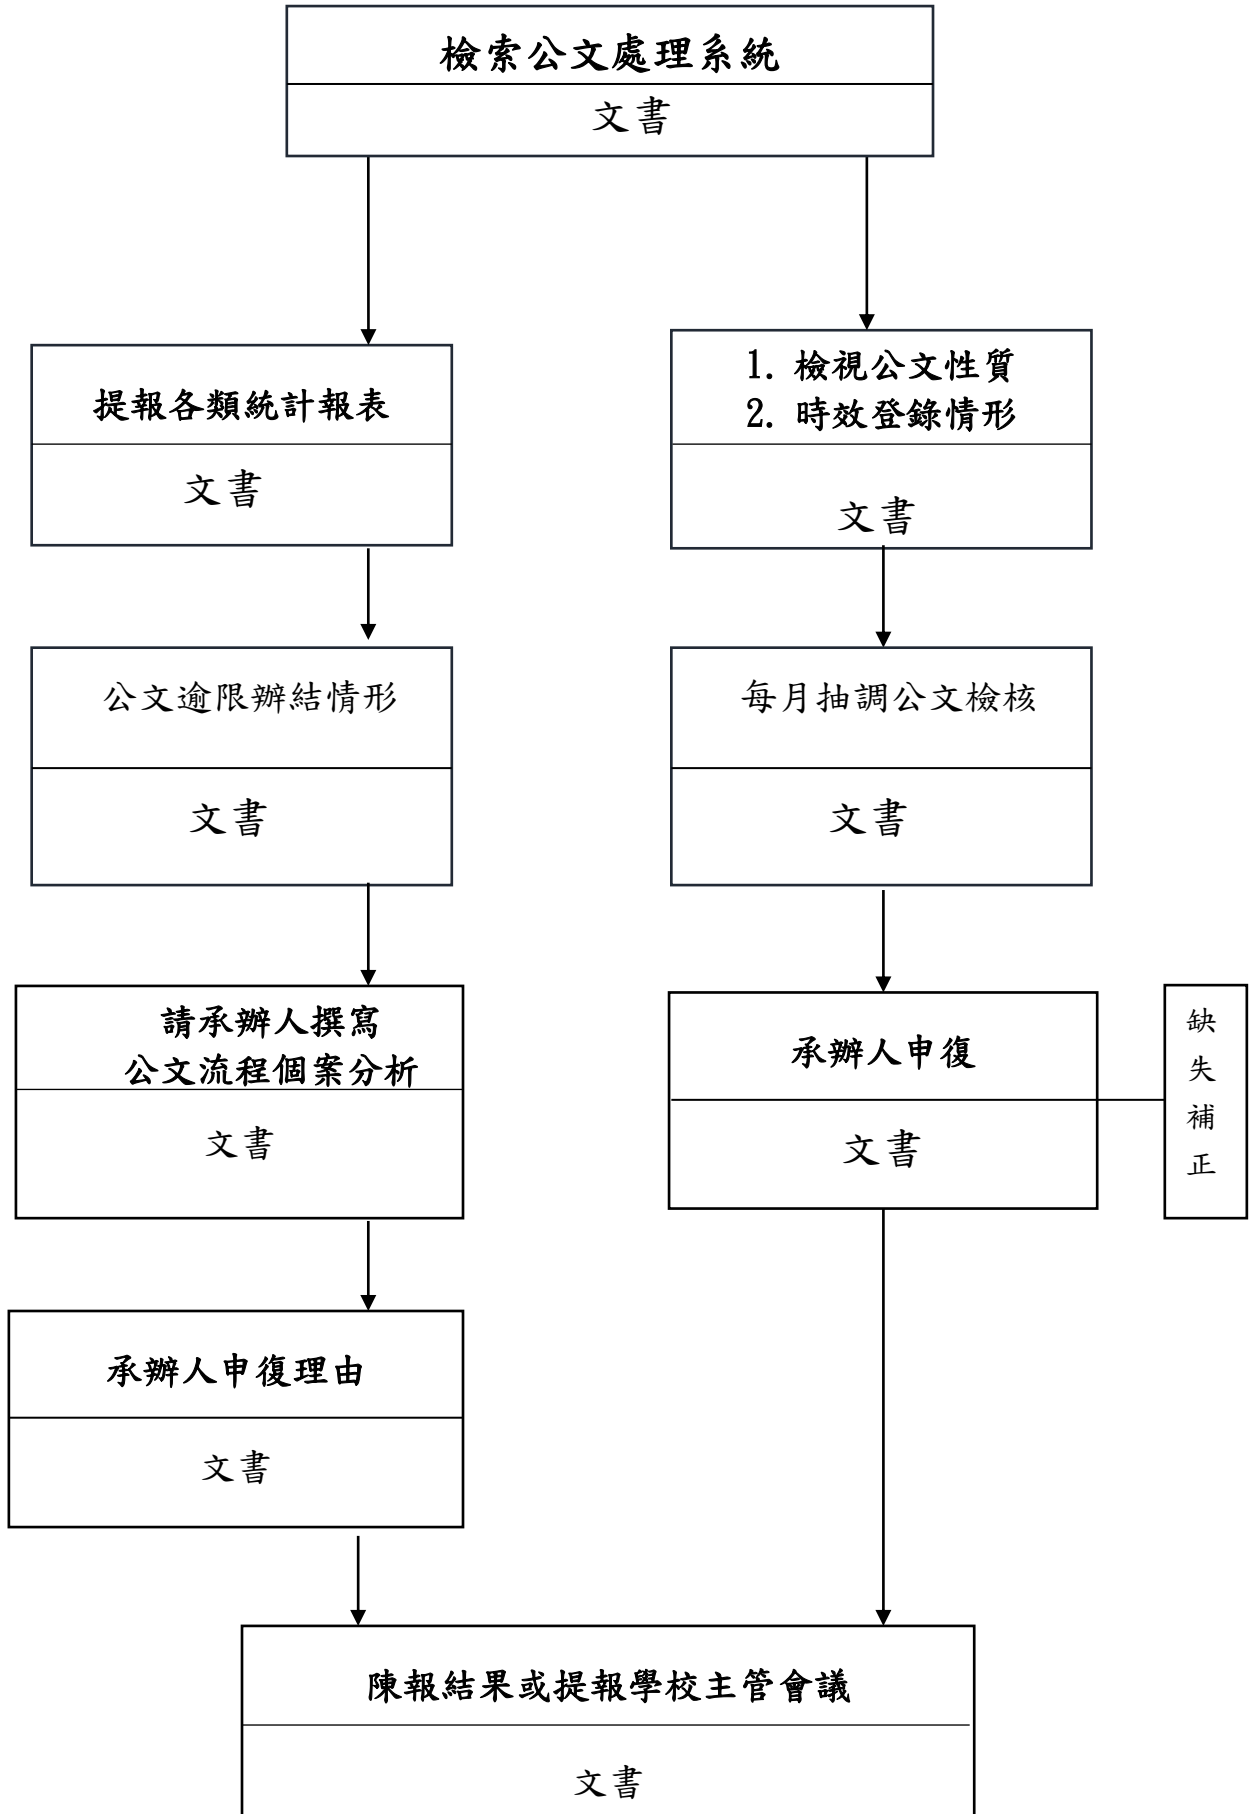 檢索公文處理系統
文書
提報各類統計報表
文書
1. 檢視公文性質
2. 時效登錄情形
文書
公文逾限辦結情形
文書
每月抽調公文檢核
文書
請承辦人撰寫
公文流程個案分析
文書
承辦人申復
文書
缺
失
補
正
承辦人申復理由
文書
陳報結果或提報學校主管會議
文書